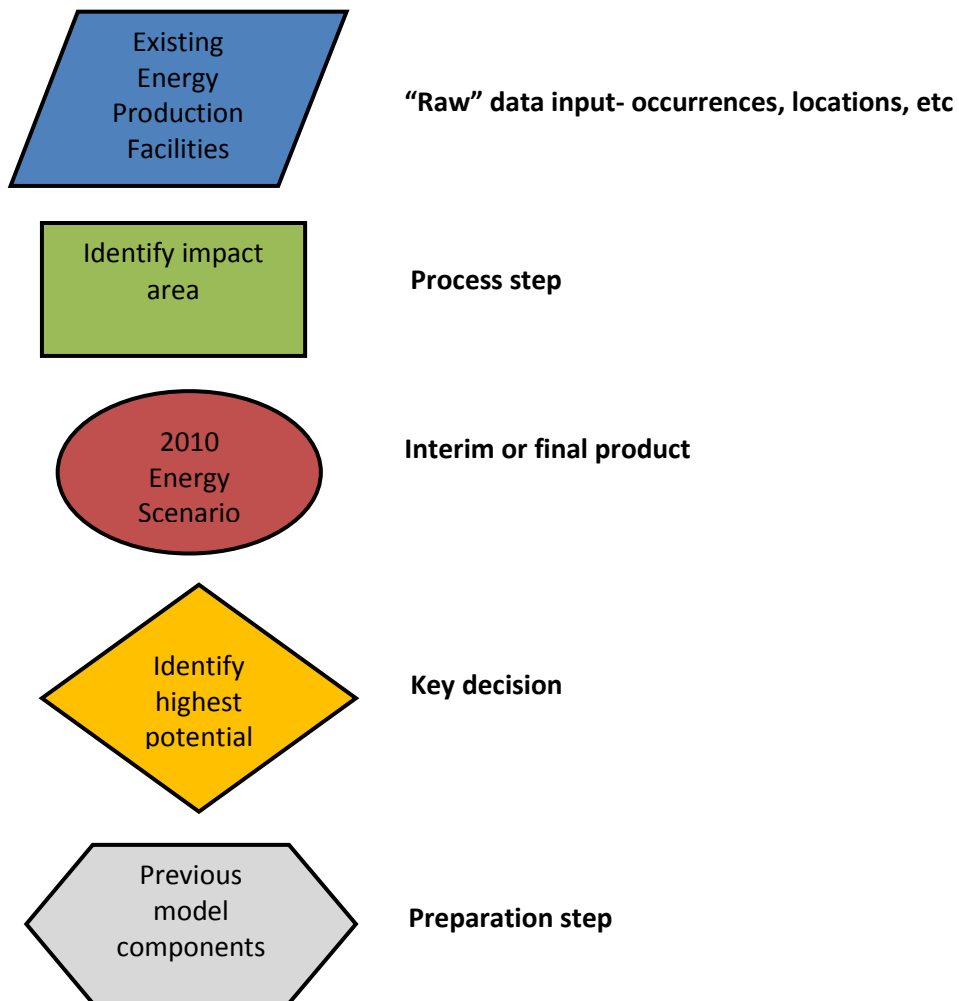 Existing
Energy
Production
Facilities
“Raw” data input- occurrences, locations, etc
Identify impact
area
Process step
2010
Energy
Scenario
Interim or final product
Identify
highest
potential
Key decision
Previous
model
components
Preparation step